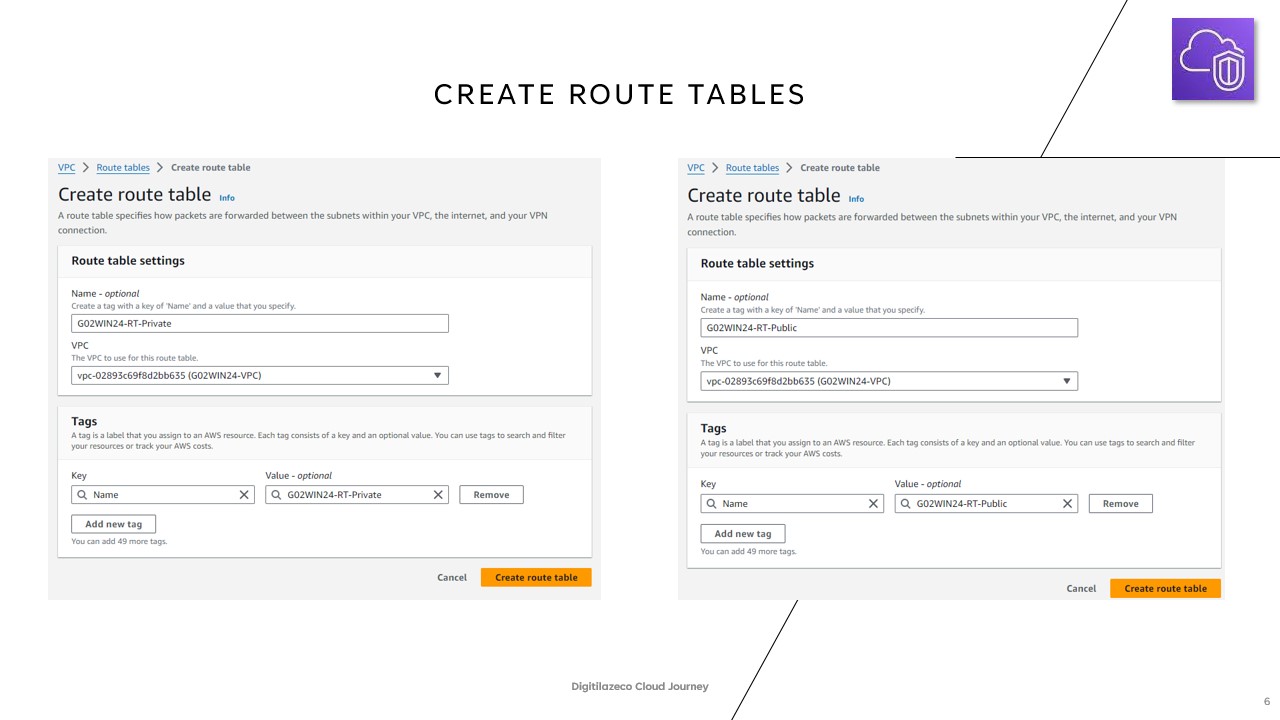 CREATE ROUTE TABLES
VPC > Route tables > Create route table
Create route table Info
A route table specifies how packets are forwarded between the subnets within your VPC, the internet, and your VPN
connection.
Route table settings
Name - optional
Create a tag with a key of 'Name' and a value that you specify.
G02WIN24-RT-Private
VPC
The VPC to use for this route table.
vpc-02893c69f8d2bb635 (G02WIN24-VPC)
Tags
A tag is a label that you assign to an AWS resource. Each tag consists of a key and an optional value. You can use tags to search and filter
your resources or track your AWS costs.
Key Value - optional
Name G02WIN24-RT-Private Remove
Add new tag
You can add 49 more tags.
Cancel Create route table
VPC > Route tables > Create route table
Create route table Info
A route table specifies how packets are forwarded between the subnets within your VPC, the internet, and your VPN
connection.
Route table settings
Name - optional
Create a tag with a key of 'Name' and a value that you specify.
G02WIN24-RT-Public
VPC
The VPC to use for this route table.
vpc-02893c69f8d2bb635 (G02WIN24-VPC)
Tags
A tag is a label that you assign to an AWS resource. Each tag consists of a key and an optional value. You can use tags to search and filter
your resources or track your AWS costs.
Key Value - optional
Name G02WIN24-RT-Public Remove
Add new tag
You can add 49 more tags.
Cancel Create route table
Digitilazeco Cloud Journey
6